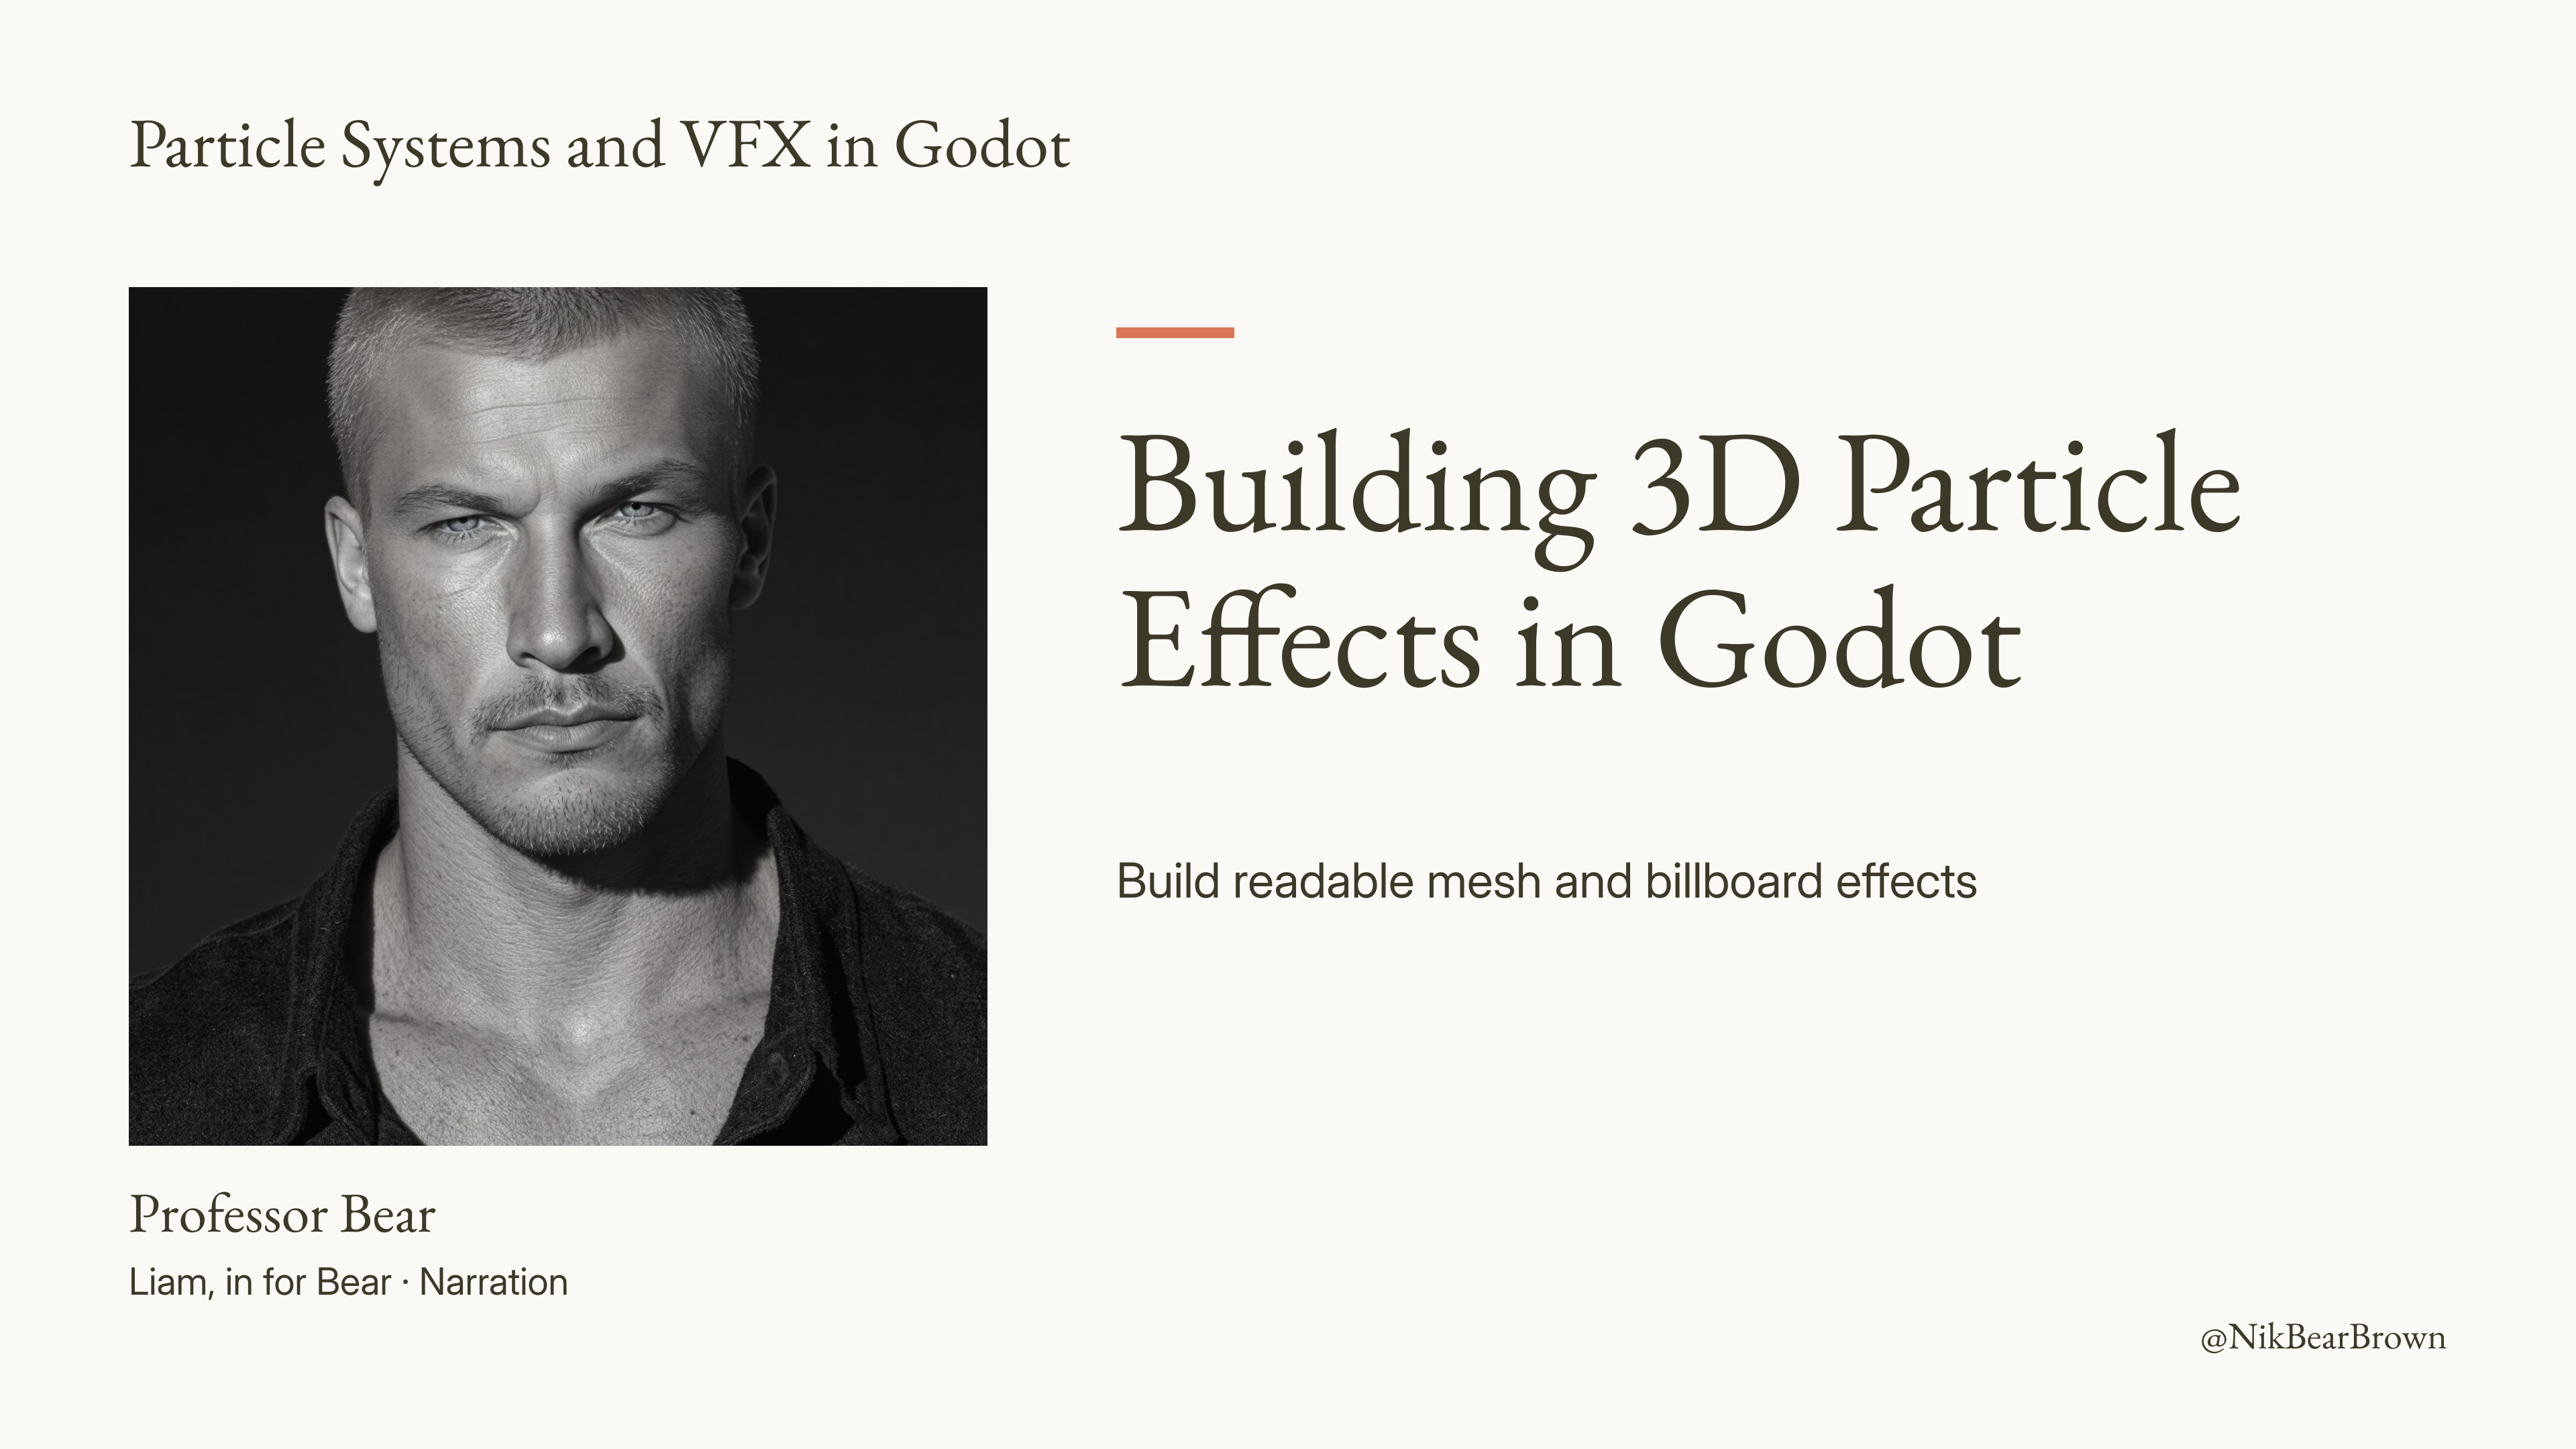 Particle Systems and VFX in Godot
Building 3D Particle
Effects in Godot
Build readable mesh and billboard effects
Professor Bear
Liam, in for Bear · Narration
@NikBearBrown